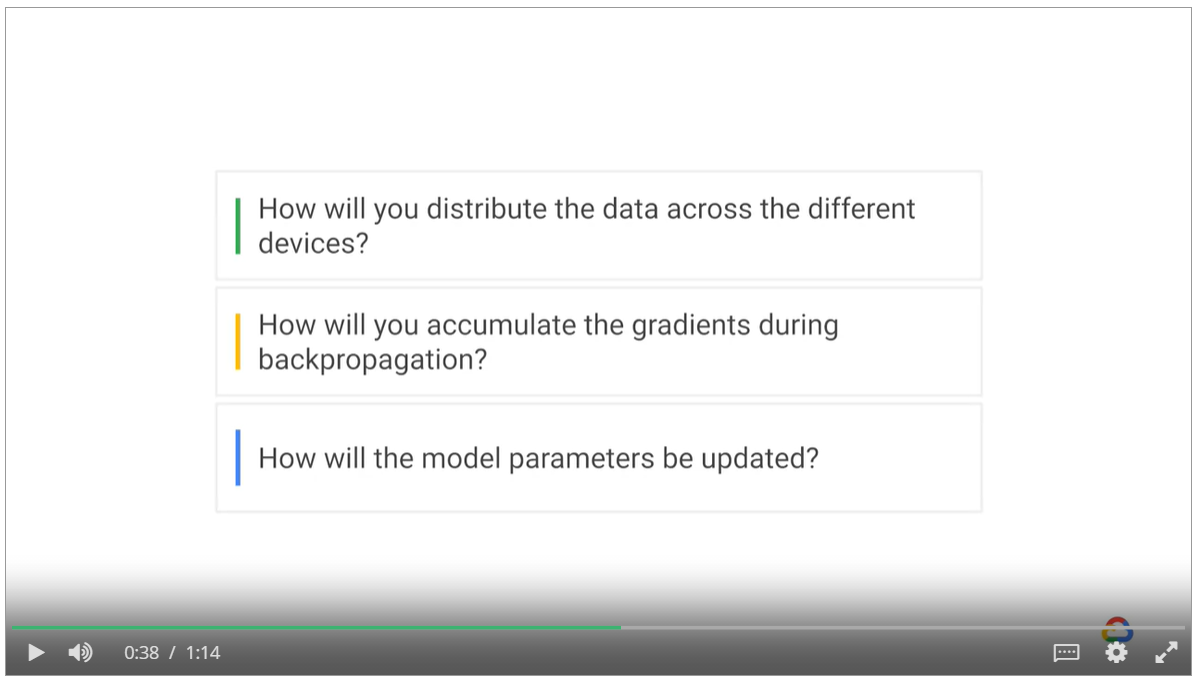 How will you distribute the data across the different
devices?
How will you accumulate the gradients during
backpropagation?
How will the model parameters be updated?
0:38 / 1:14